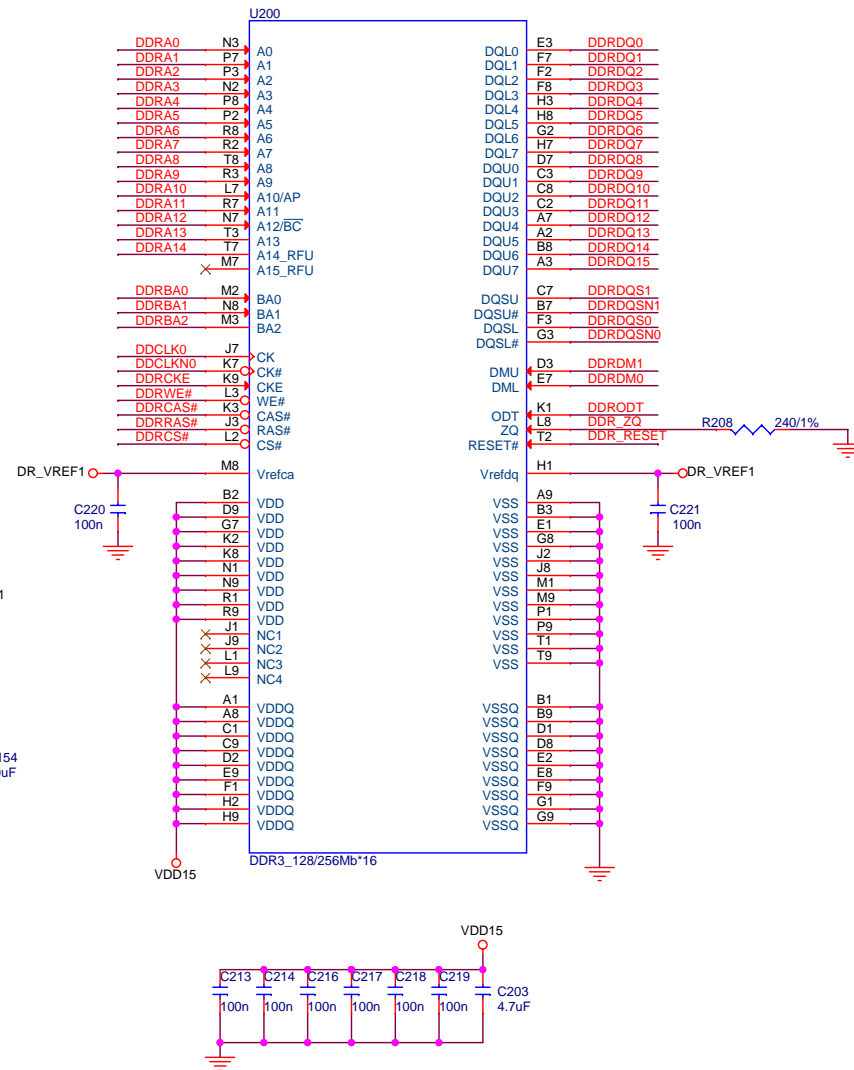 U200
DDRA0 N3 A0 DQL0 E3 DDRDQ0
DDRA1 P7 A1 DQL1 F7 DDRDQ1
DDRA2 P3 A2 DQL2 F2 DDRDQ2
DDRA3 N2 A3 DQL3 F8 DDRDQ3
DDRA4 P8 A4 DQL4 H3 DDRDQ4
DDRA5 P2 A5 DQL5 H8 DDRDQ5
DDRA6 R8 A6 DQL6 G2 DDRDQ6
DDRA7 R2 A7 DQL7 H7 DDRDQ7
DDRA8 T8 A8 DQU0 D7 DDRDQ8
DDRA9 R3 A9 DQU1 C3 DDRDQ9
DDRA10 L7 A10/AP DQU2 C8 DDRDQ10
DDRA11 R7 A11 DQU3 C2 DDRDQ11
DDRA12 N7 A12/BC DQU4 A7 DDRDQ12
DDRA13 T3 A13 DQU5 A2 DDRDQ13
DDRA14 T7 A14_RFU DQU6 B8 DDRDQ14
M7 A15_RFU DQU7 A3 DDRDQ15
DDRBA0 M2 BA0 DQSU C7 DDRDQS1
DDRBA1 N8 BA1 DQSU# B7 DDRDQSN1
DDRBA2 M3 BA2 DQSL F3 DDRDQS0
DQSL# G3 DDRDQSN0
DDCLK0 J7 CK
DDCLKN0 K7 CK# DMU D3 DDRDM1
DDRCKE K9 CKE DML E7 DDRDM0
DDRWE# L3 WE#
DDRCAS# K3 CAS# ODT K1 DDRODT
DDRRAS# J3 RAS# ZQ L8 DDR_ZQ R208 240/1%
DDRCS# L2 CS# RESET# T2 DDR_RESET
DR_VREF1 M8 Vrefca Vrefdq H1 DR_VREF1
C220 100n
C221 100n
B2 VDD VSS A9
D9 VDD VSS B3
G7 VDD VSS E1
K2 VDD VSS G8
K8 VDD VSS J2
N1 VDD VSS J8
N9 VDD VSS M1
R1 VDD VSS M9
R9 VDD VSS P1
J1 NC1 VSS P9
J9 NC2 VSS T1
L1 NC3 VSS T9
L9 NC4
A1 VDDQ VSSQ B1
A8 VDDQ VSSQ B9
C1 VDDQ VSSQ D1
C9 VDDQ VSSQ D8
D2 VDDQ VSSQ E2
E9 VDDQ VSSQ E8
F1 VDDQ VSSQ F9
H2 VDDQ VSSQ G1
H9 VDDQ VSSQ G9
VDD15
DDR3_128/256Mb*16
VDD15
C213 C214 C216 C217 C218 C219 C203
100n 100n 100n 100n 100n 100n 4.7uF